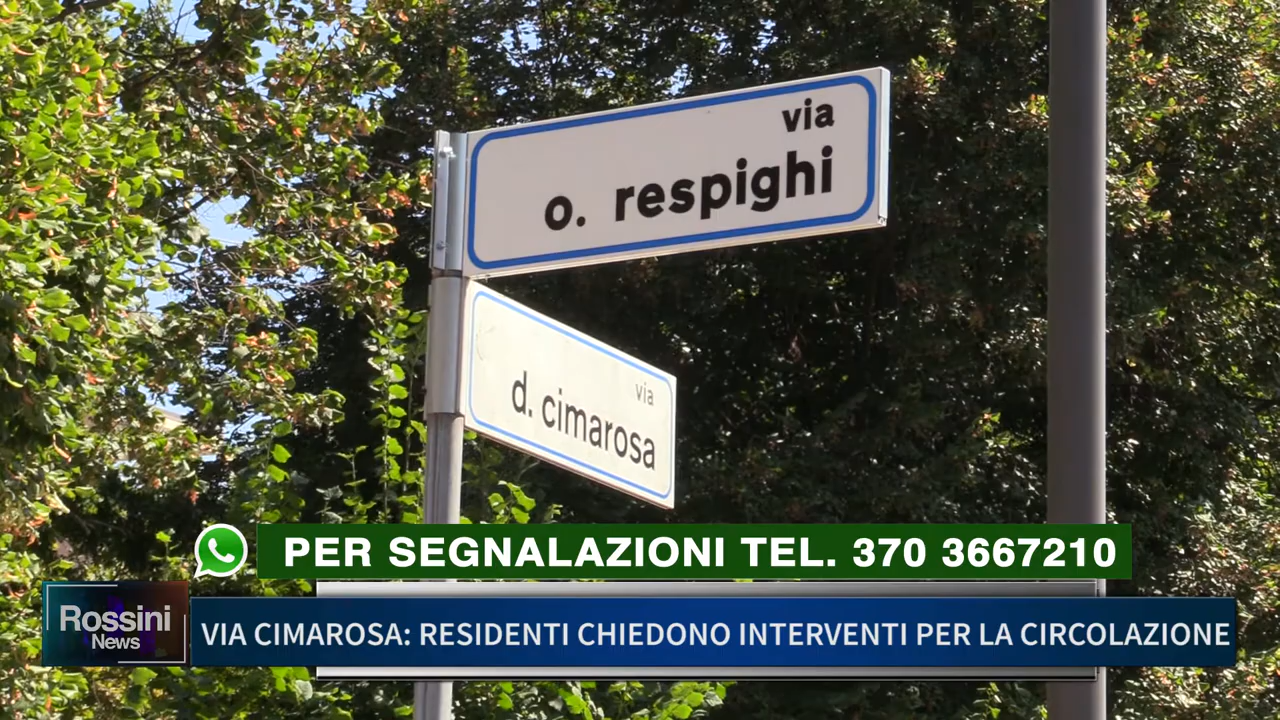 via
o. respighi
via
d. cimarosa
PER SEGNALAZIONI TEL. 370 3667210
Rossini
News
VIA CIMAROSA: RESIDENTI CHIEDONO INTERVENTI PER LA CIRCOLAZIONE